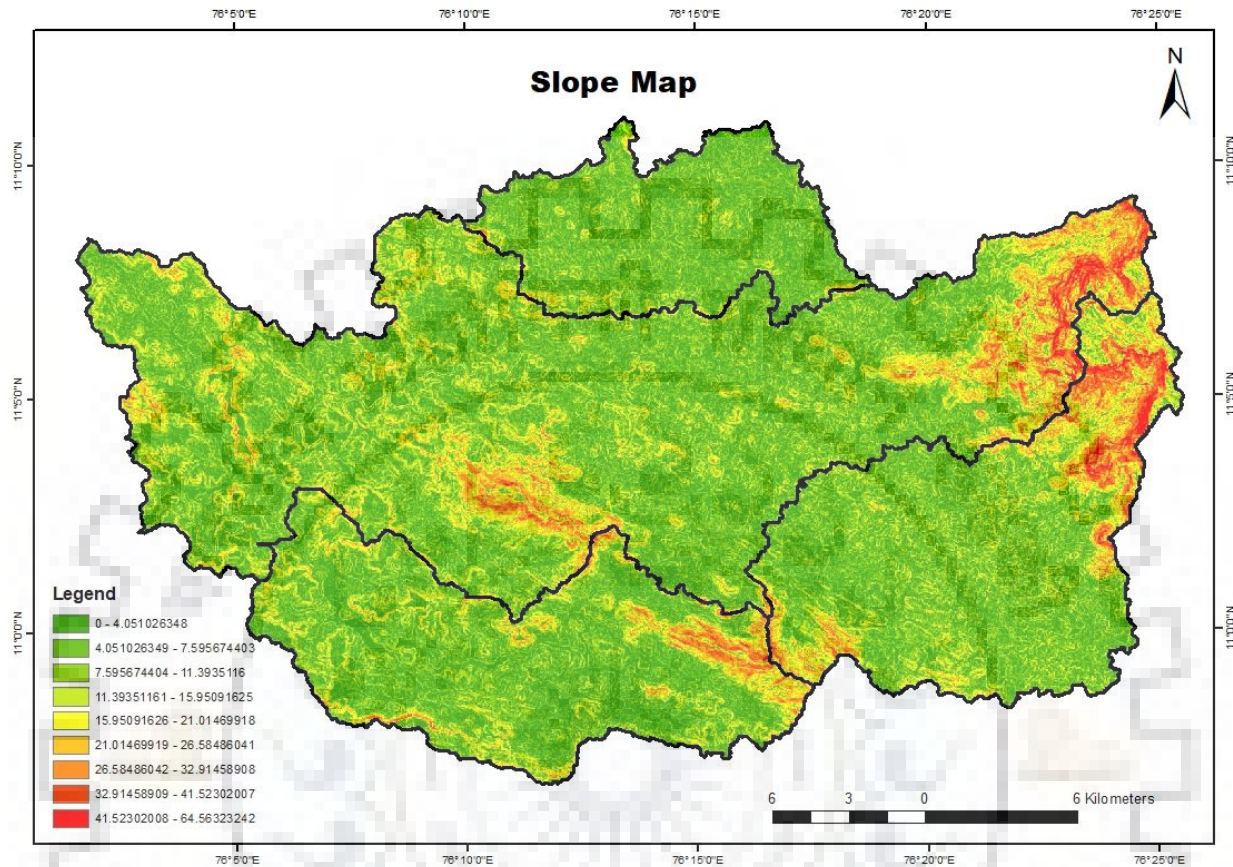 76°5'0"E 76°10'0"E 76°15'0"E 76°20'0"E 76°25'0"E
N
Slope Map
11°10'0"N 11°10'0"N
11°5'0"N 11°5'0"N
11°0'0"N 11°0'0"N
Legend
0 - 4.051026348
4.051026349 - 7.595674403
7.595674404 - 11.3935116
11.39351161 - 15.95091625
15.95091626 - 21.01469918
21.01469919 - 26.58486041
26.58486042 - 32.91458908
32.91458909 - 41.52302007
41.52302008 - 64.56323242
6 3 0 6 Kilometers
76°5'0"E 76°10'0"E 76°15'0"E 76°20'0"E 76°25'0"E